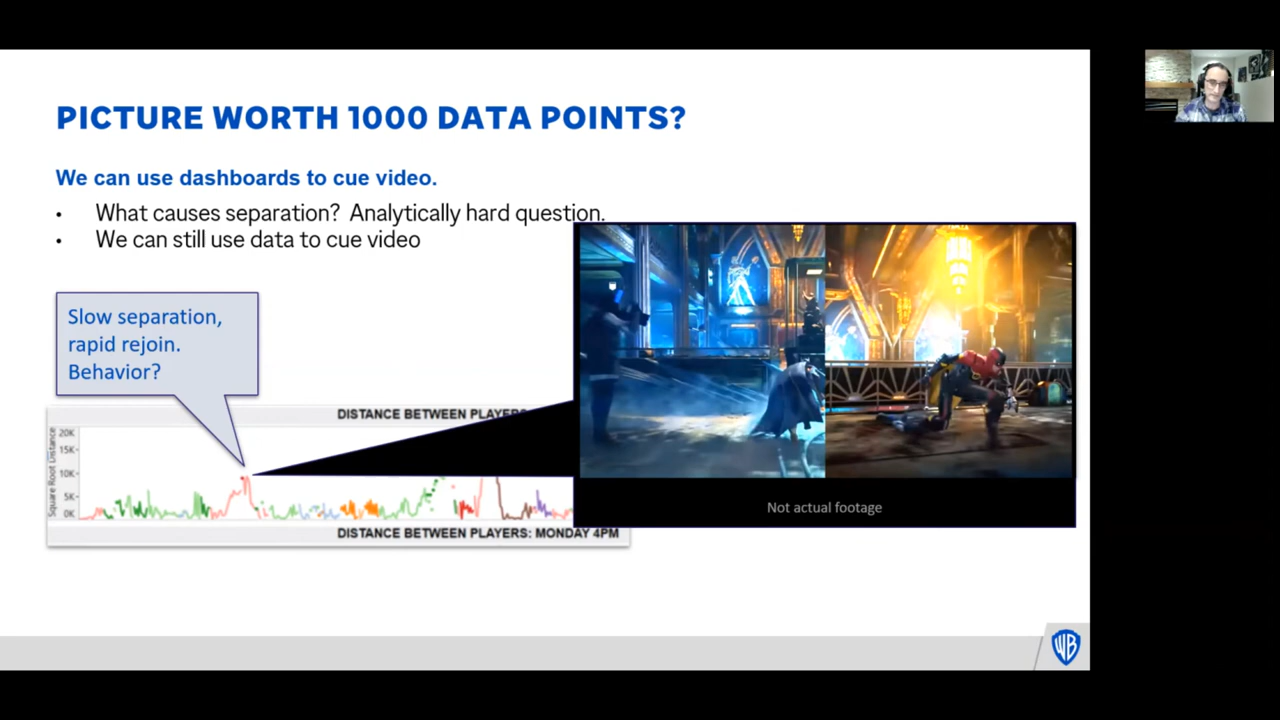 PICTURE WORTH 1000 DATA POINTS?
We can use dashboards to cue video.
• What causes separation? Analytically hard question.
• We can still use data to cue video
Slow separation,
rapid rejoin.
Behavior?
DISTANCE BETWEEN PLAYERS
Square Root Distance
20K
15K
10K
5K
0K
DISTANCE BETWEEN PLAYERS: MONDAY 4PM
Not actual footage
WB